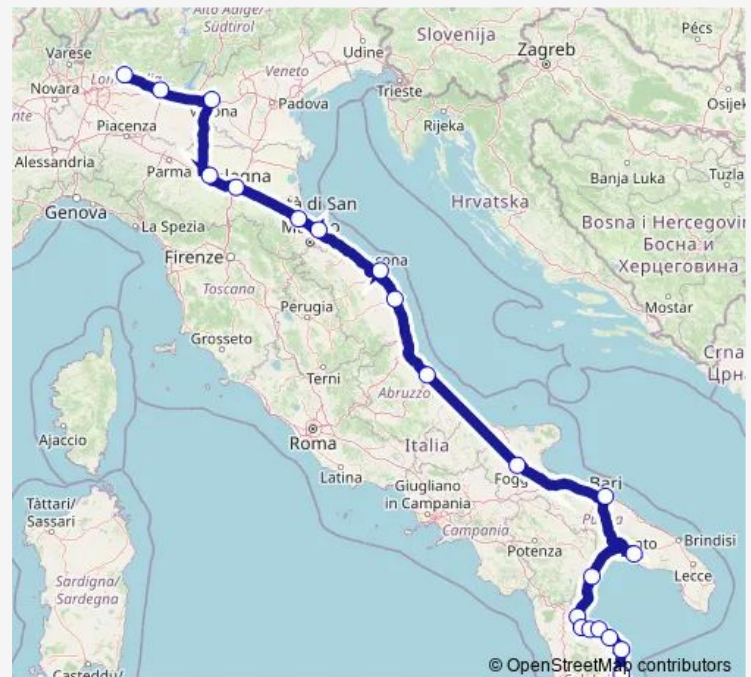 Alto Adige/
Südtirol
Slovenija
Pécs
Varese
Udine
Zagreb
Novara
Veneto
Trieste
Padova
Osijek
Piacenza
Rijeka
Alessandria
Parma
Banja Luka
Tuzla
Genova
Hrvatska
La Spezia
Bosna i Hercegovina
Босна и
Херцеговина
Firenze
Toscana
Perugia
Mostar
Grosseto
Terni
Crna
Abruzzo
Ajaccio
Roma
Italia
Latina
Giugliano
in Campania
Bari
Tàttari/
Sassari
Campania
Potenza
Brindisi
Lecce
Sardigna/
Sardegna
Casteddu/
© OpenStreetMap contributors